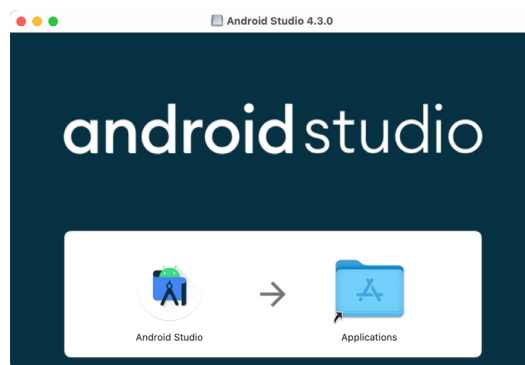 Android Studio 4.3.0
android studio
Android Studio
Applications